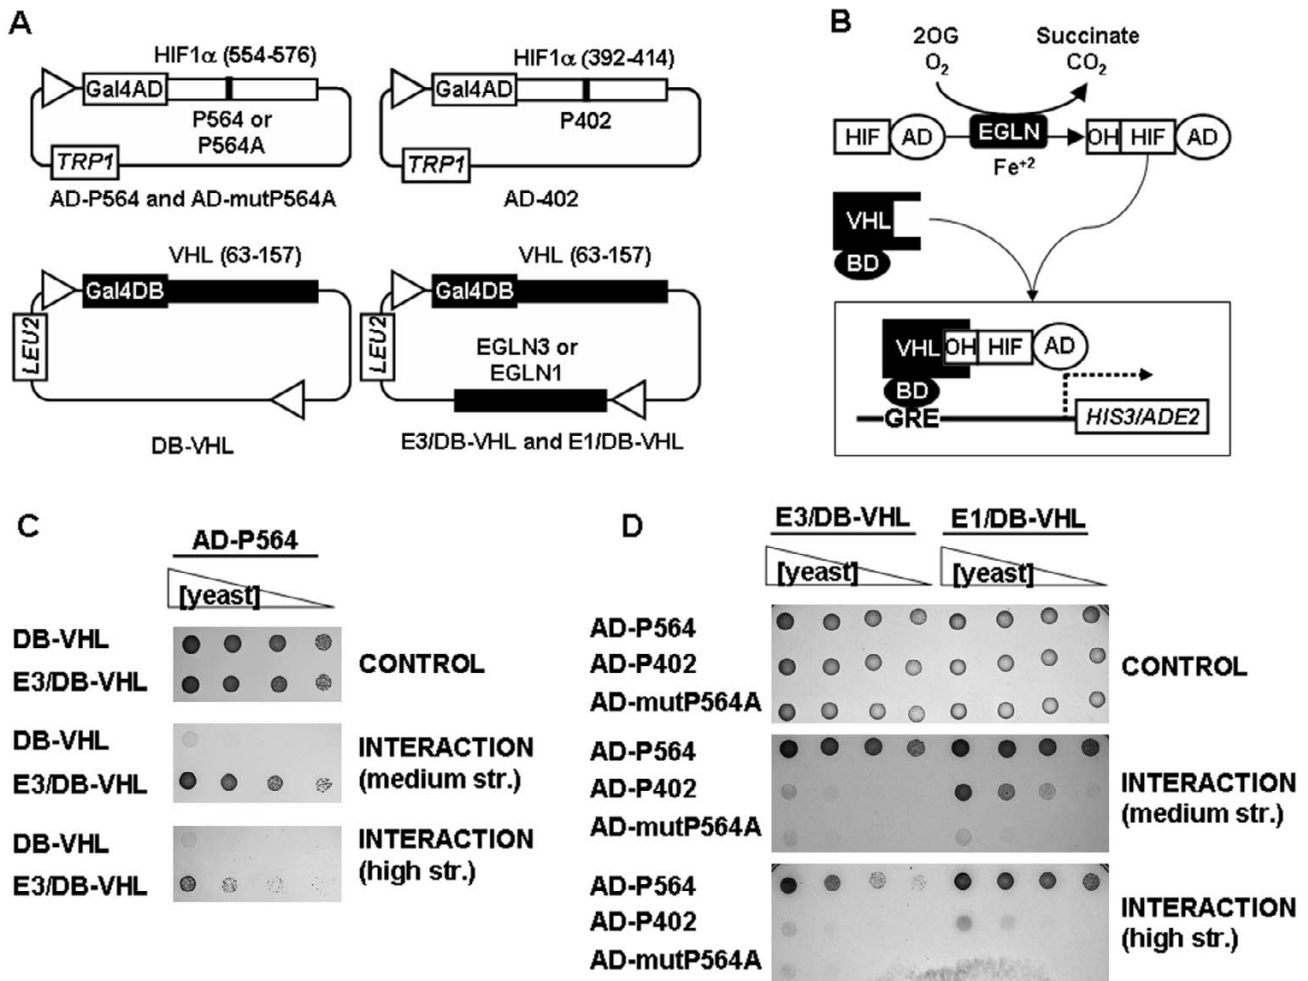 A
HIF1α (554-576)
Gal4AD
P564 or
P564A
TRP1
AD-P564 and AD-mutP564A
HIF1α (392-414)
Gal4AD
P402
TRP1
AD-402
VHL (63-157)
Gal4DB
LEU2
DB-VHL
VHL (63-157)
Gal4DB
LEU2
EGLN3 or
EGLN1
E3/DB-VHL and E1/DB-VHL
B
2OG
O2
Succinate
CO2
HIF AD
EGLN
Fe+2
OH HIF AD
VHL
BD
VHL OH HIF AD
BD
GRE
HIS3/ADE2
C
AD-P564
[yeast]
DB-VHL
E3/DB-VHL
CONTROL
DB-VHL
E3/DB-VHL
INTERACTION
(medium str.)
DB-VHL
E3/DB-VHL
INTERACTION
(high str.)
D
E3/DB-VHL E1/DB-VHL
[yeast] [yeast]
AD-P564
AD-P402
AD-mutP564A
CONTROL
AD-P564
AD-P402
AD-mutP564A
INTERACTION
(medium str.)
AD-P564
AD-P402
AD-mutP564A
INTERACTION
(high str.)